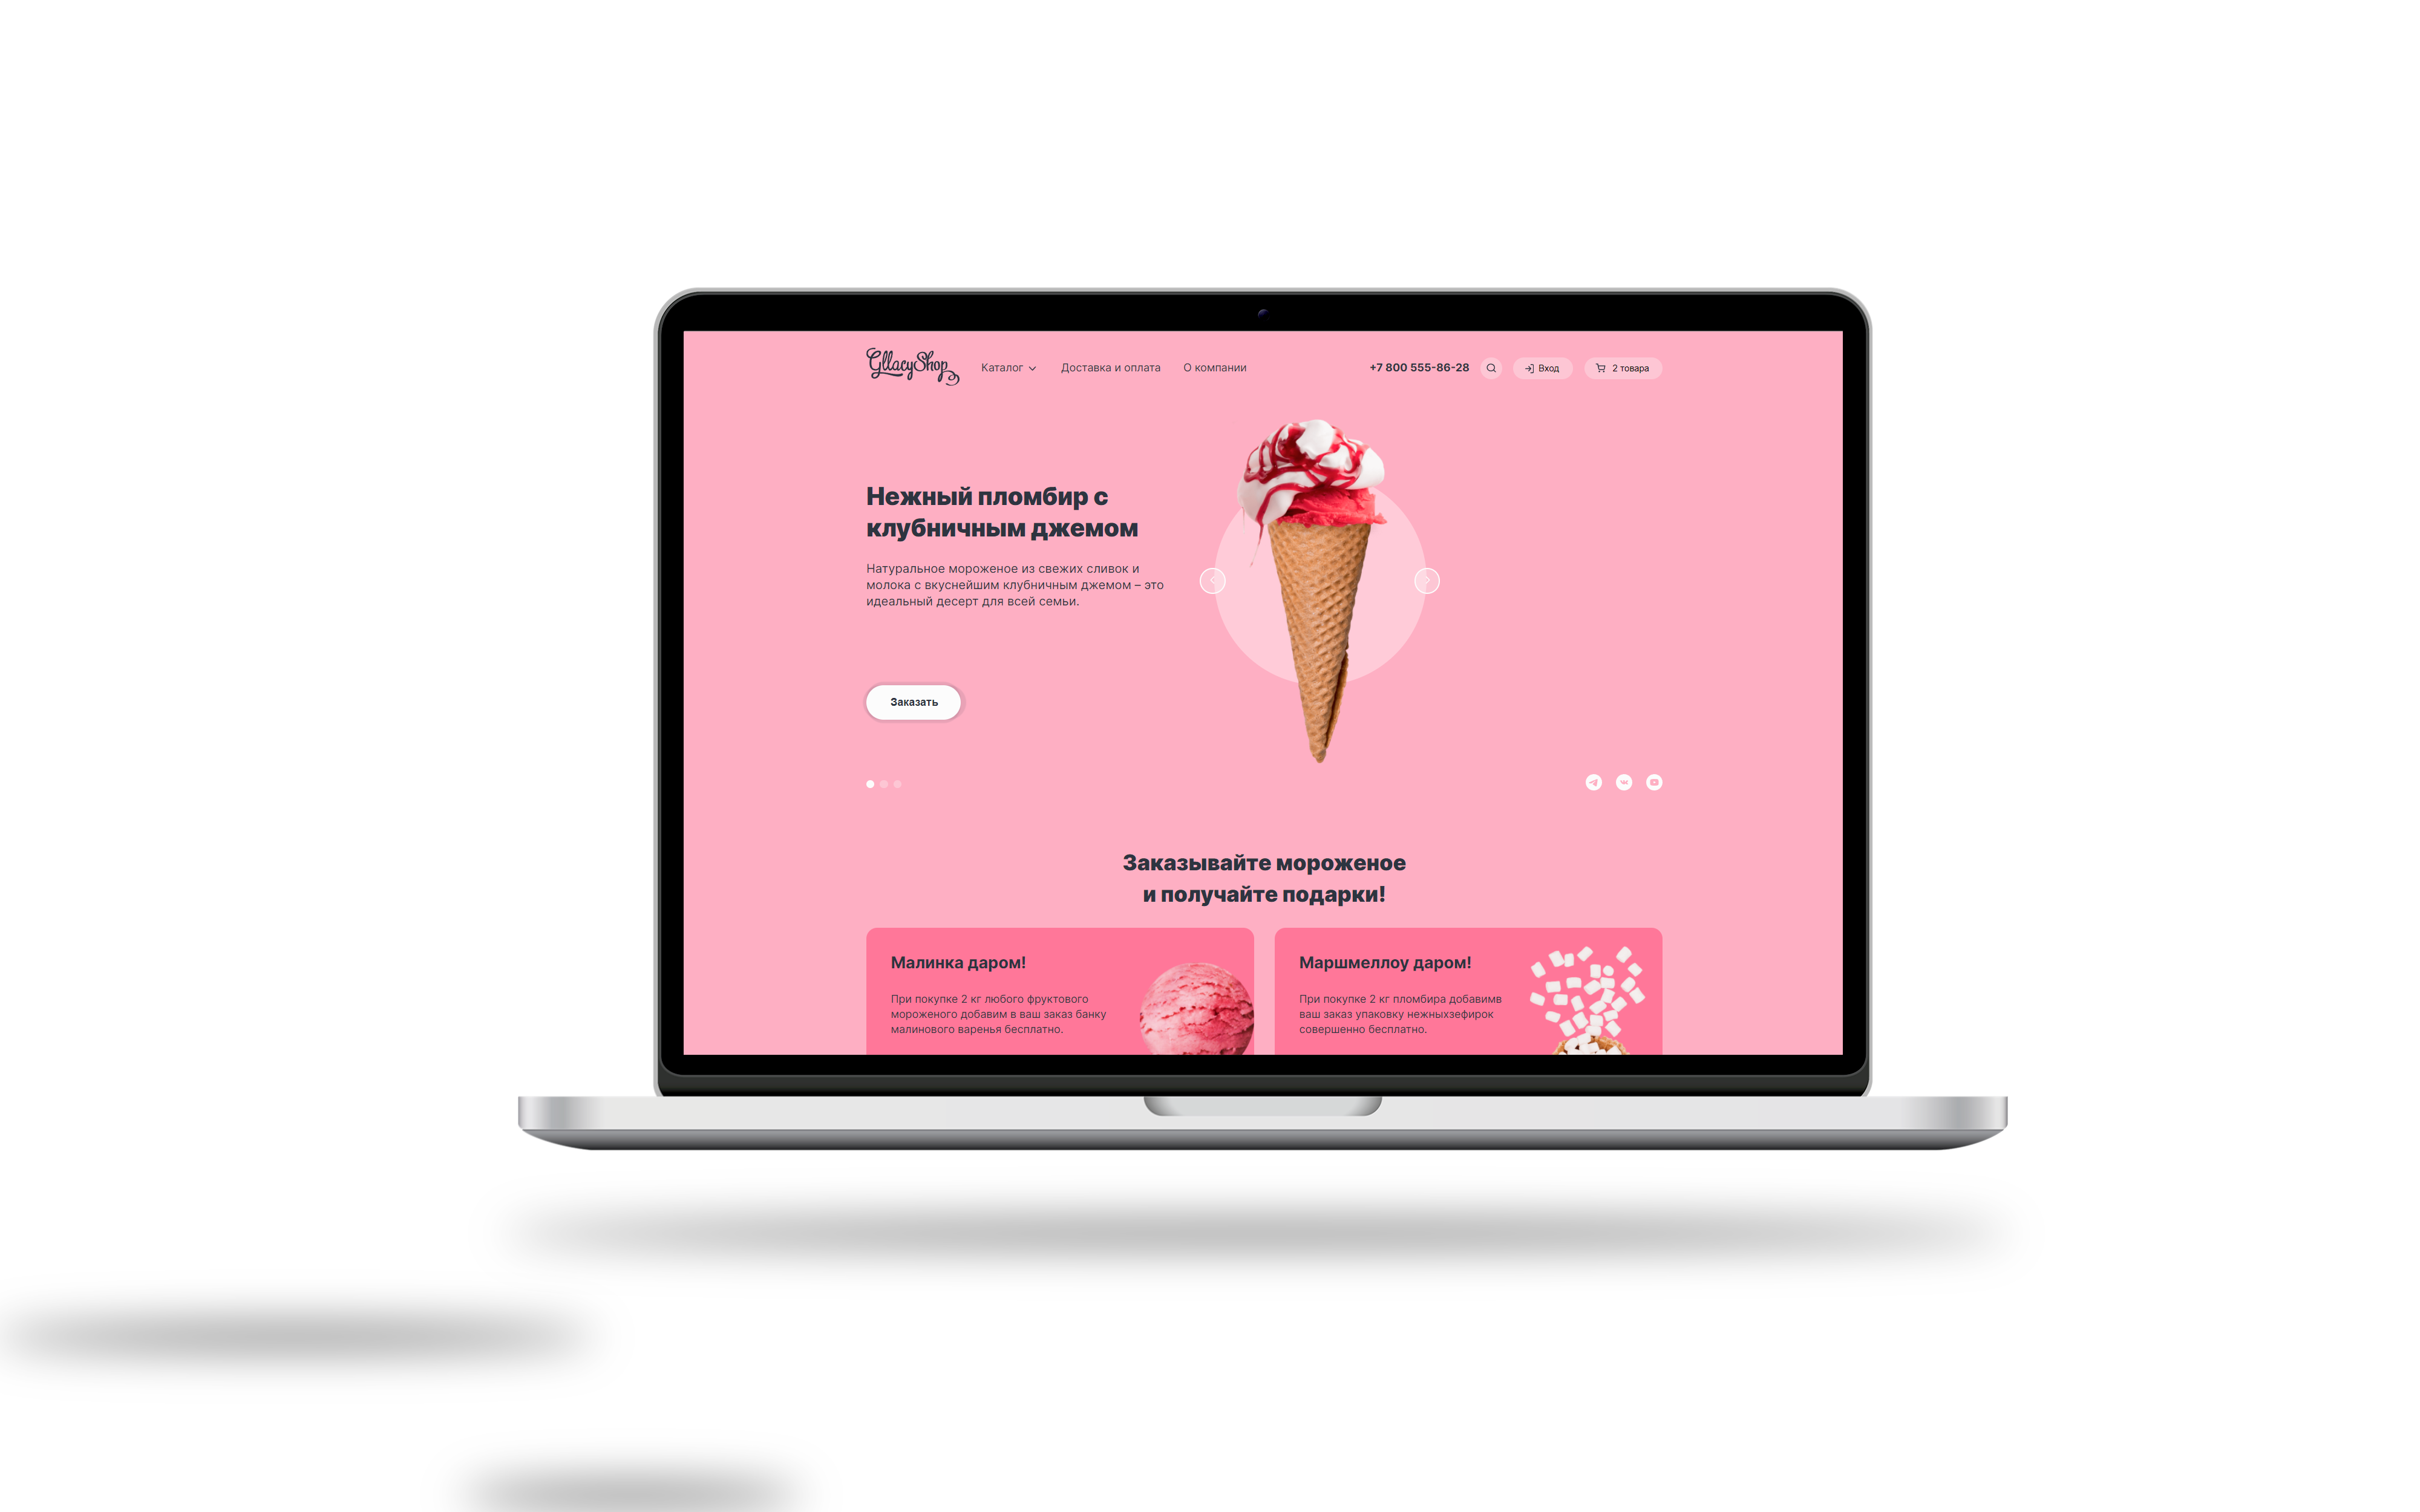 GllacyShop
Каталог
Доставка и оплата
О компании
+7 800 555-86-28
Вход
2 товара
Нежный пломбир с
клубничным джемом
Натуральное мороженое из свежих сливок и
молока с вкуснейшим клубничным джемом – это
идеальный десерт для всей семьи.
Заказать
Заказывайте мороженое
и получайте подарки!
Малинка даром!
При покупке 2 кг любого фруктового
мороженого добавим в ваш заказ банку
малинового варенья бесплатно.
Маршмеллоу даром!
При покупке 2 кг пломбира добавимв
ваш заказ упаковку нежныхзефирок
совершенно бесплатно.